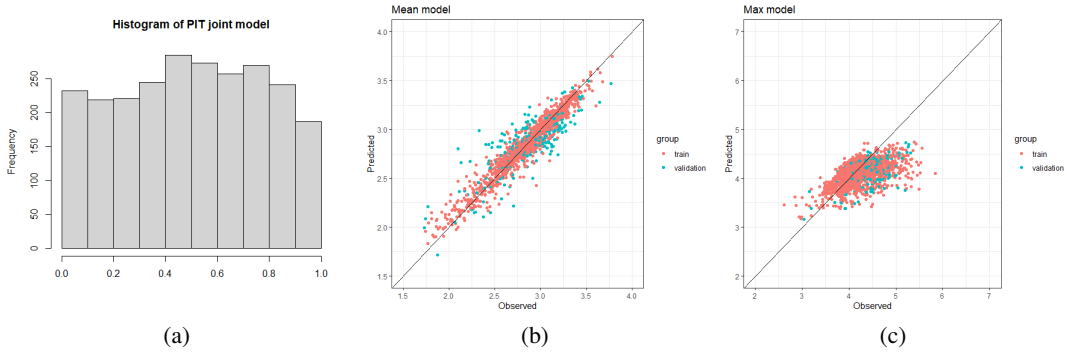 Histogram of PIT joint model
Frequency
250
200
150
100
50
0
0.0 0.2 0.4 0.6 0.8 1.0
(a)
Mean model
Predicted
4.0
3.5
3.0
2.5
2.0
1.5
1.5 2.0 2.5 3.0 3.5 4.0
Observed
group
train
validation
(b)
Max model
Predicted
7
6
5
4
3
2
2 3 4 5 6 7
Observed
group
train
validation
(c)